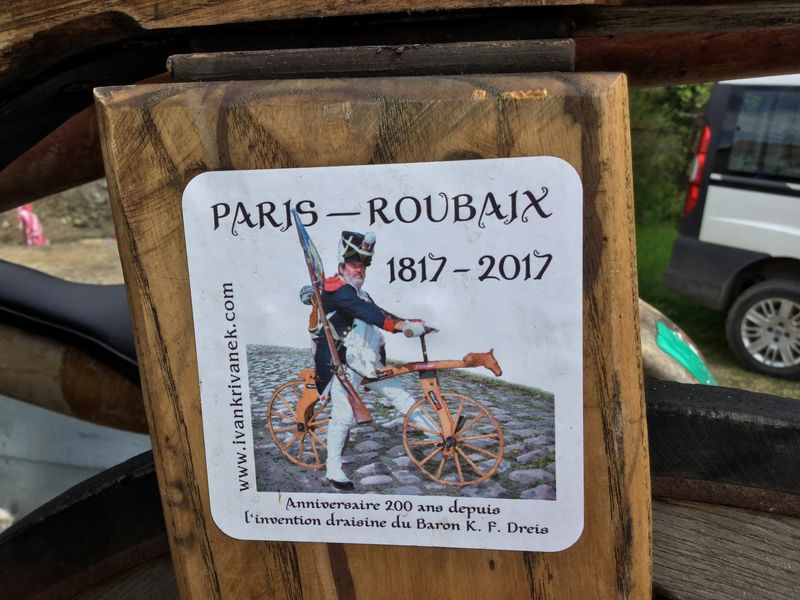 PARIS – ROUBAIX
1817 – 2017
www.ivankrivanek.com
Anniversaire 200 ans depuis
l'invention draisine du Baron K. F. Dreis